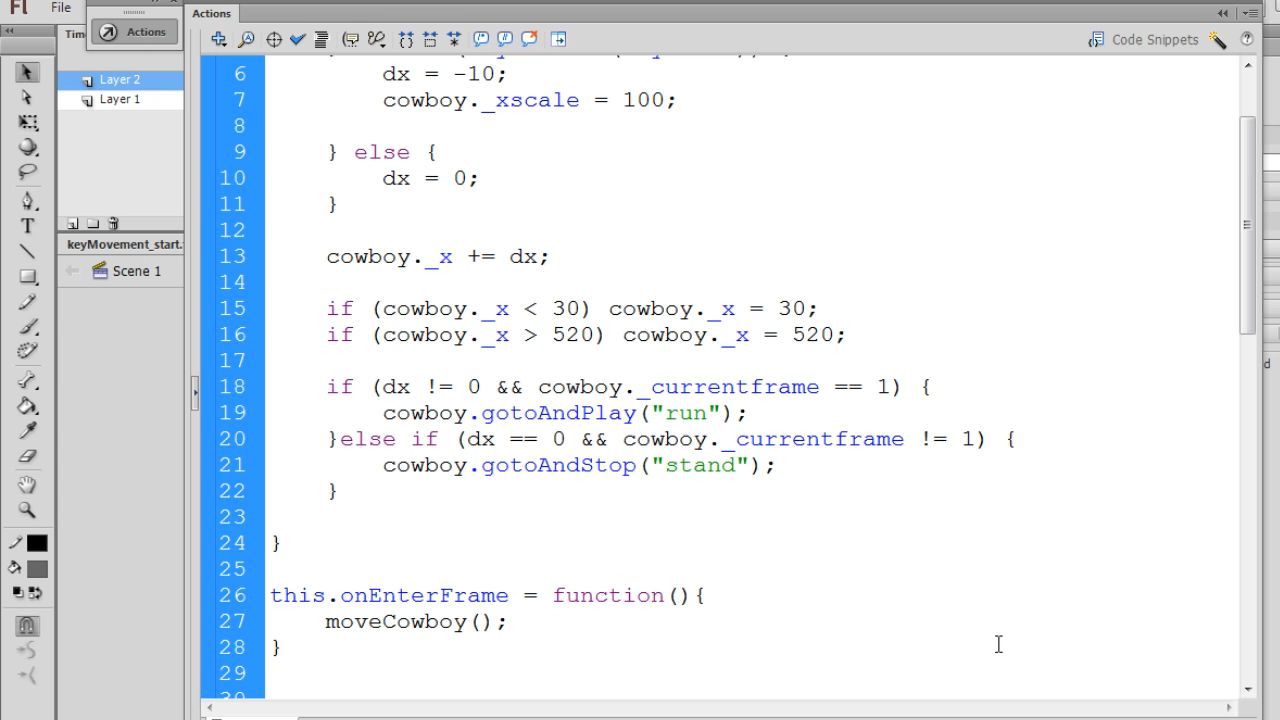 Fl File
Actions
Tim
Actions
Code Snippets
Layer 2
Layer 1
keyMovement_start.
Scene 1
6 dx = -10;
7 cowboy._xscale = 100;
8
9 } else {
10 dx = 0;
11 }
12
13 cowboy._x += dx;
14
15 if (cowboy._x < 30) cowboy._x = 30;
16 if (cowboy._x > 520) cowboy._x = 520;
17
18 if (dx != 0 && cowboy._currentframe == 1) {
19 cowboy.gotoAndPlay("run");
20 }else if (dx == 0 && cowboy._currentframe != 1) {
21 cowboy.gotoAndStop("stand");
22 }
23
24 }
25
26 this.onEnterFrame = function(){
27 moveCowboy();
28 }
29